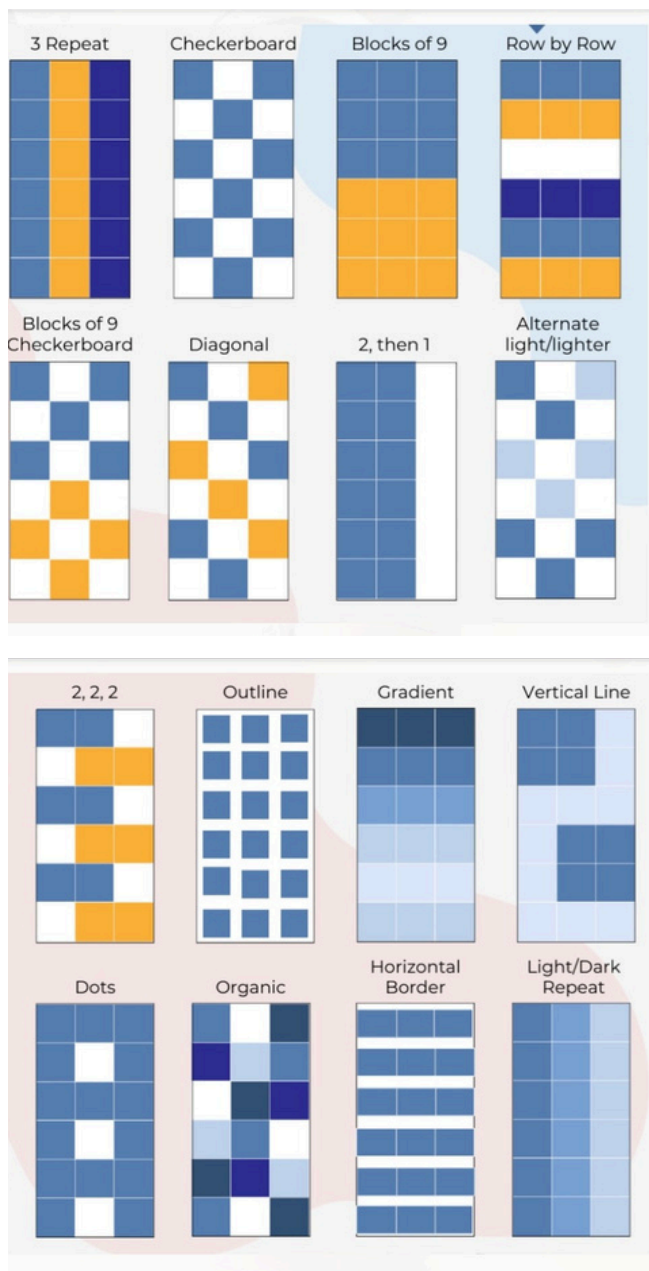 3 Repeat
Checkerboard
Blocks of 9
Row by Row
Blocks of 9
Checkerboard
Diagonal
2, then 1
Alternate
light/lighter
2, 2, 2
Outline
Gradient
Vertical Line
Dots
Organic
Horizontal
Border
Light/Dark
Repeat